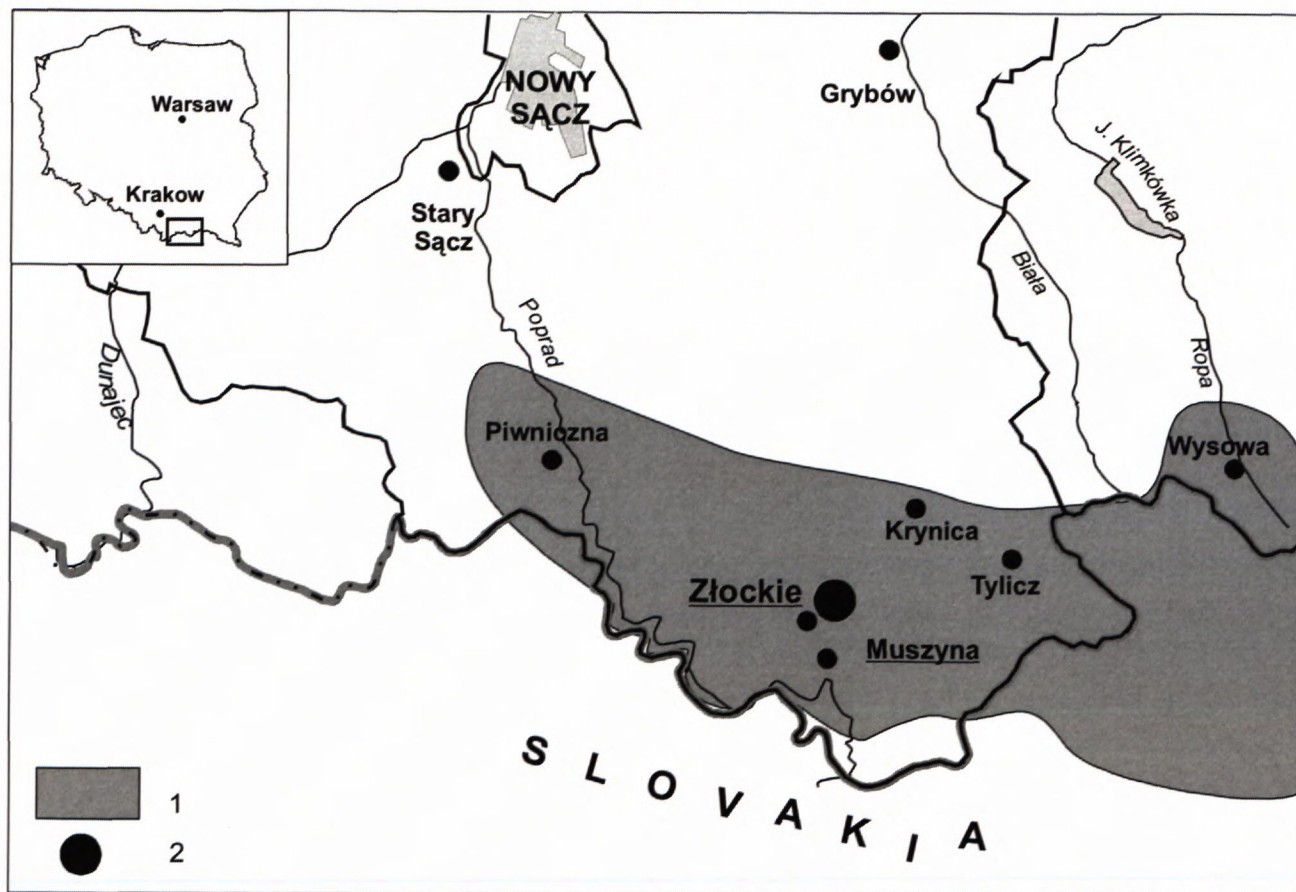 Warsaw
Krakow
NOWY
SĄCZ
Grybów
J. Klimkówka
Stary
Sącz
Biała
Poprad
Ropa
Dunajec
Piwniczna
Wysowa
Krynica
Tylicz
Złockie
Muszyna
SLOVAKIA
1
2